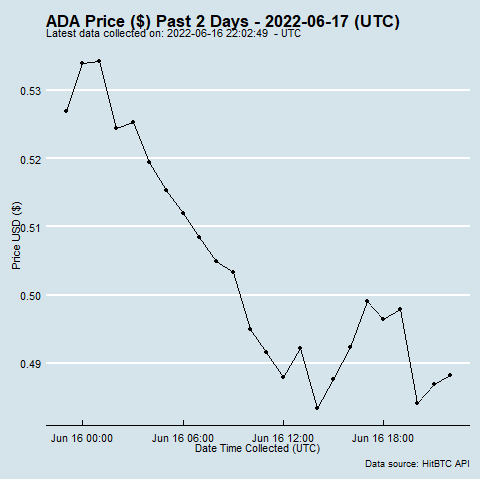 ADA Price ($) Past 2 Days - 2022-06-17 (UTC)
Latest data collected on: 2022-06-16 22:02:49  - UTC
0.53
0.52
0.51
0.50
0.49
Price USD ($)
Jun 16 00:00 Jun 16 06:00 Jun 16 12:00 Jun 16 18:00
Date Time Collected (UTC)
Data source: HitBTC API